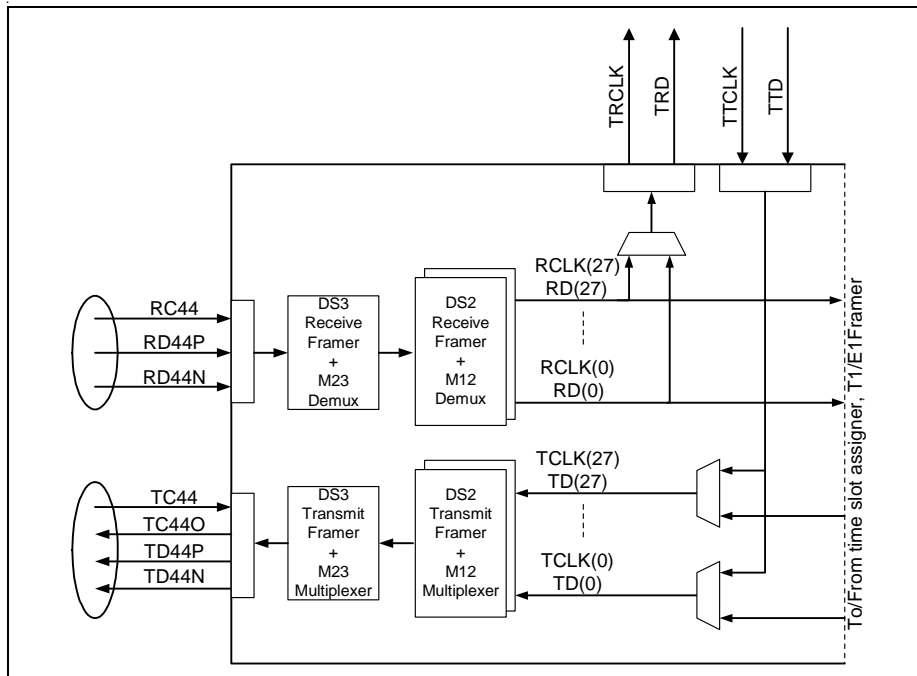 TRCLK
TRD
TTCLK
TTD
RC44
RD44P
RD44N
DS3
Receive
Framer
+
M23
Demux
DS2
Receive
Framer
+
M12
Demux
RCLK(27)
RD(27)
RCLK(0)
RD(0)
TC44
TC44O
TD44P
TD44N
DS3
Transmit
Framer
+
M23
Multiplexer
DS2
Transmit
Framer
+
M12
Multiplexer
TCLK(27)
TD(27)
TCLK(0)
TD(0)
To/From time slot assigner, T1/E1Framer